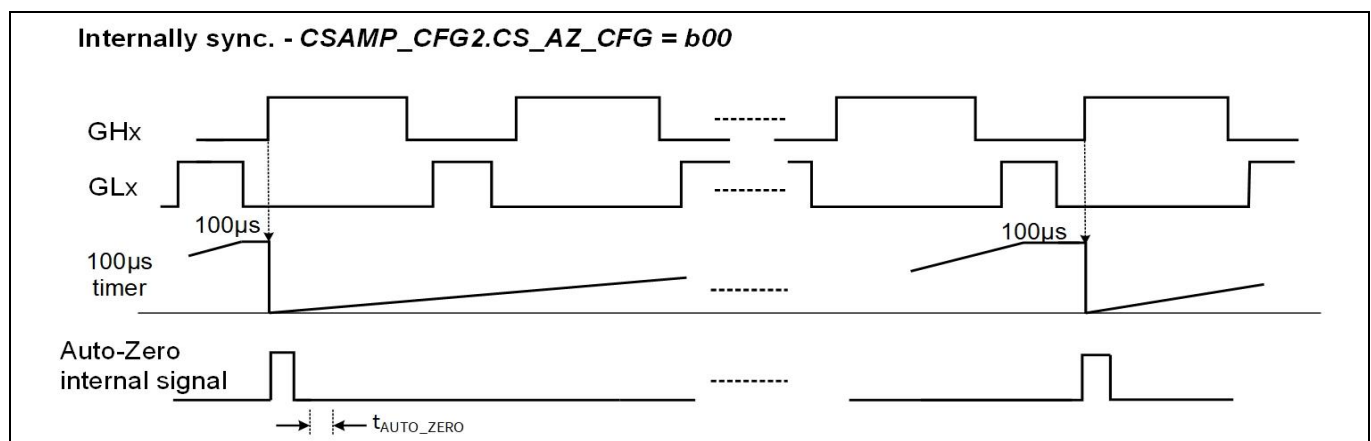 Internally sync. - CSAMP_CFG2.CS_AZ_CFG = b00
GHx
GLx
100µs
100µs
100µs
timer
Auto-Zero
internal signal
tAUTO_ZERO